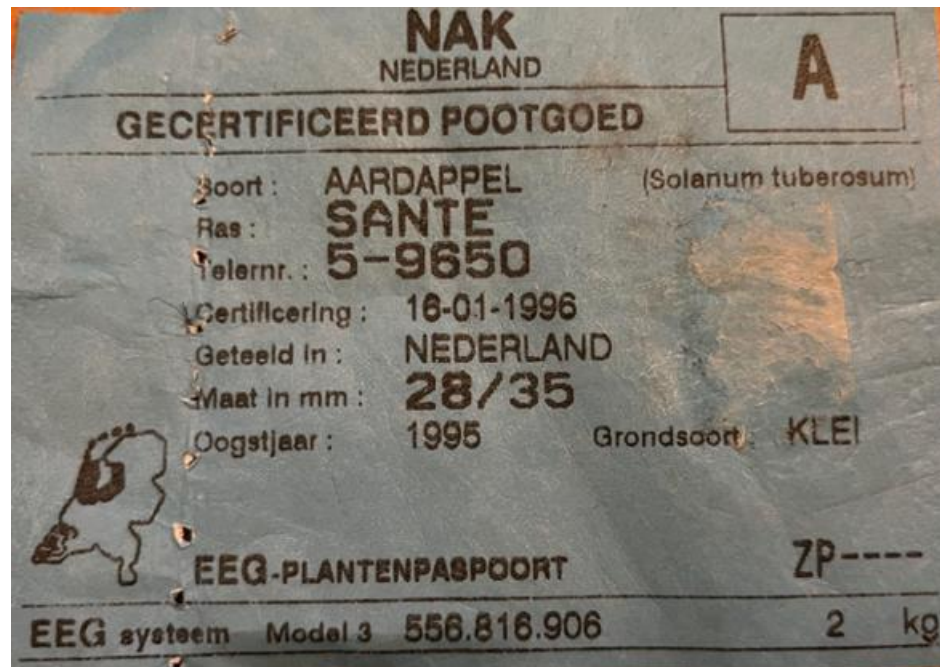 NAK
NEDERLAND
A
GECERTIFICEERD POOTGOED
Soort : AARDAPPEL (Solanum tuberosum)
Ras : SANTE
Telernr. : 5-9650
Certificering : 16-01-1996
Geteeld in : NEDERLAND
Maat in mm : 28/35
Oogstjaar : 1995 Grondsoort : KLEI
EEG-PLANTENPASPOORT ZP----
EEG systeem Model 3 556.816.906 2 kg